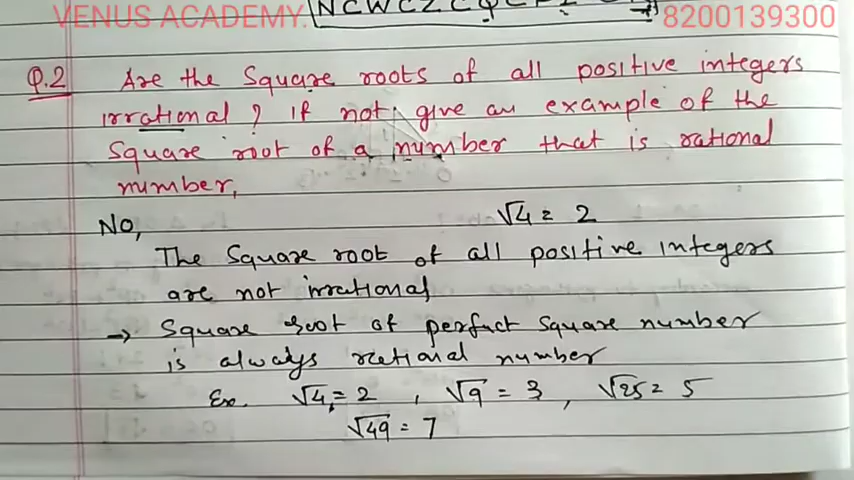 VENUS ACADEMY. 8200139300
Q.2 Are the Square roots of all positive integers
irrational ? If not, give an example of the
Square root of a number that is rational
number,
√4 = 2
No,
The Square root of all positive integers
are not irrational
→ Square root of perfect square number
is always rational number
Ex. √4 = 2 , √9 = 3 , √25 = 5
√49 = 7